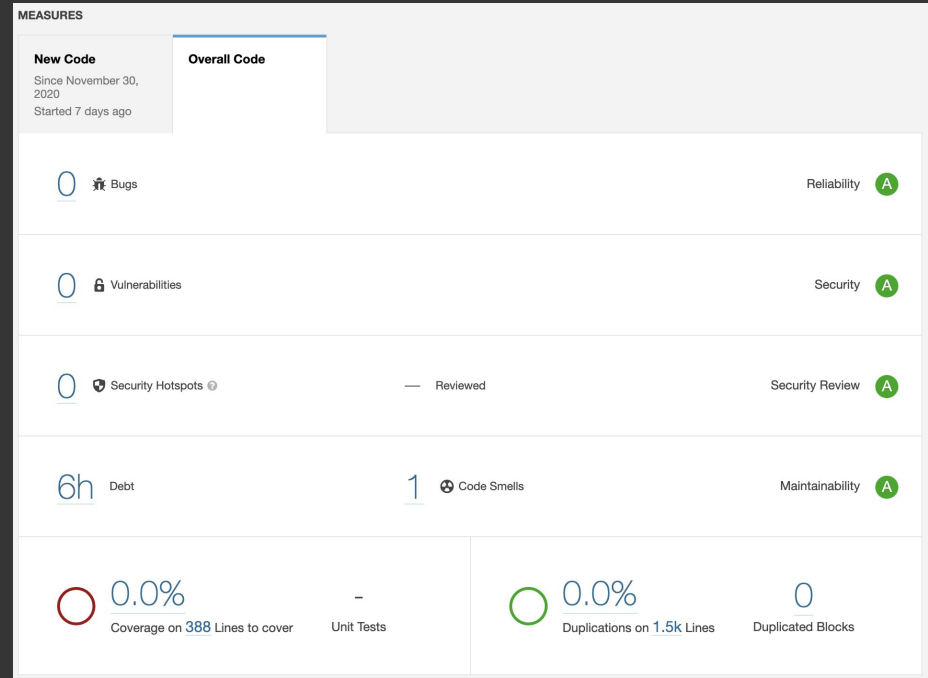 MEASURES
New Code
Since November 30,
2020
Started 7 days ago
Overall Code
0 Bugs Reliability A
0 Vulnerabilities Security A
0 Security Hotspots ? — Reviewed Security Review A
6h Debt 1 Code Smells Maintainability A
0.0%
Coverage on 388 Lines to cover
-
Unit Tests
0.0%
Duplications on 1.5k Lines
0
Duplicated Blocks